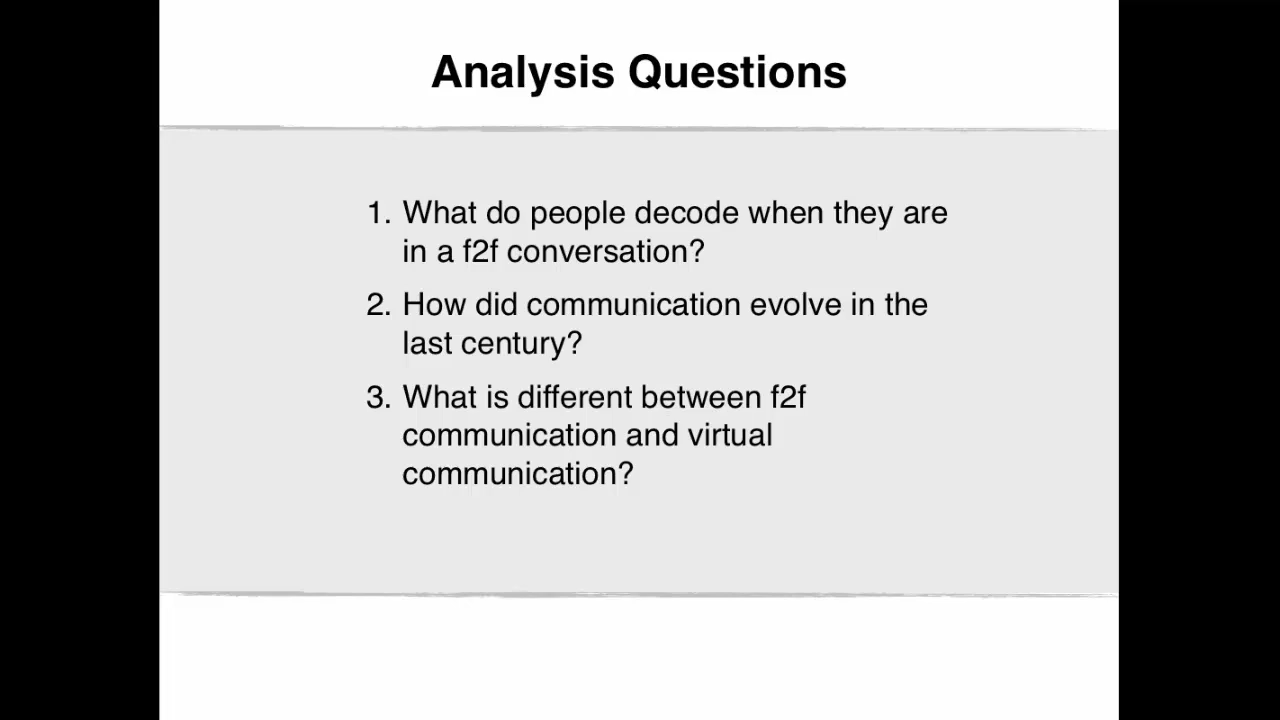 Analysis Questions
1. What do people decode when they are
in a f2f conversation?
2. How did communication evolve in the
last century?
3. What is different between f2f
communication and virtual
communication?